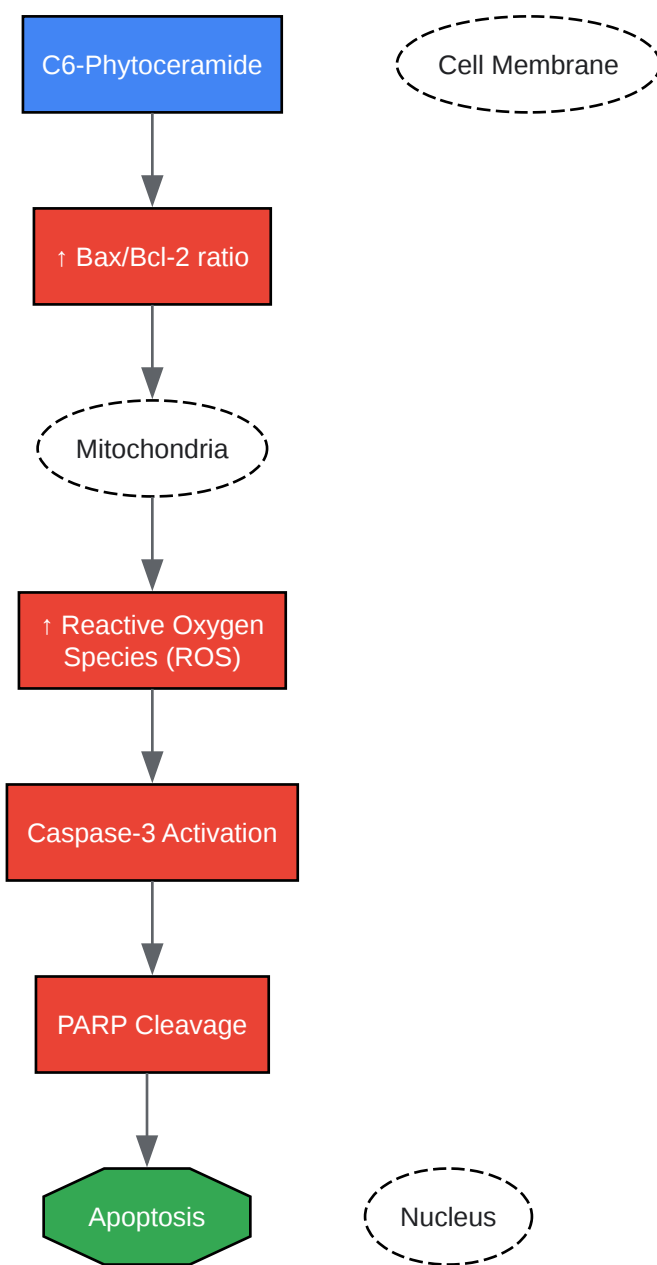 C6-Phytoceramide
Cell Membrane
↑ Bax/Bcl-2 ratio
Mitochondria
↑ Reactive Oxygen
Species (ROS)
Caspase-3 Activation
PARP Cleavage
Apoptosis
Nucleus